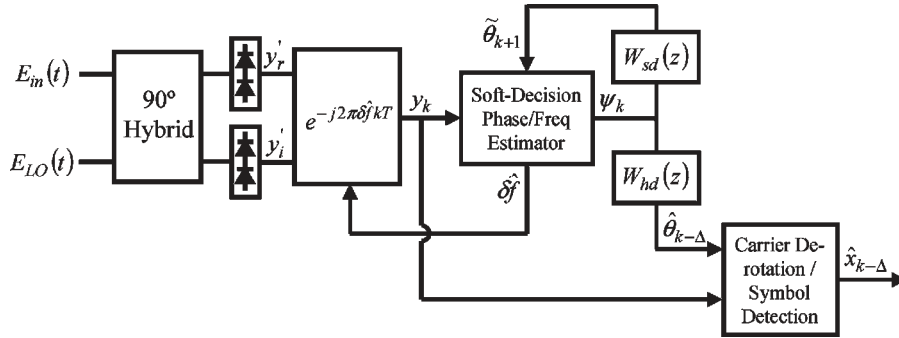 E_in(t)
E_LO(t)
90º
Hybrid
y'_r
y'_i
e^{-j2πδf̂kT}
y_k
θ̃_{k+1}
Soft-Decision
Phase/Freq
Estimator
δf̂
ψ_k
W_sd(z)
W_hd(z)
θ̂_{k-Δ}
Carrier De-
rotation /
Symbol
Detection
x̂_{k-Δ}